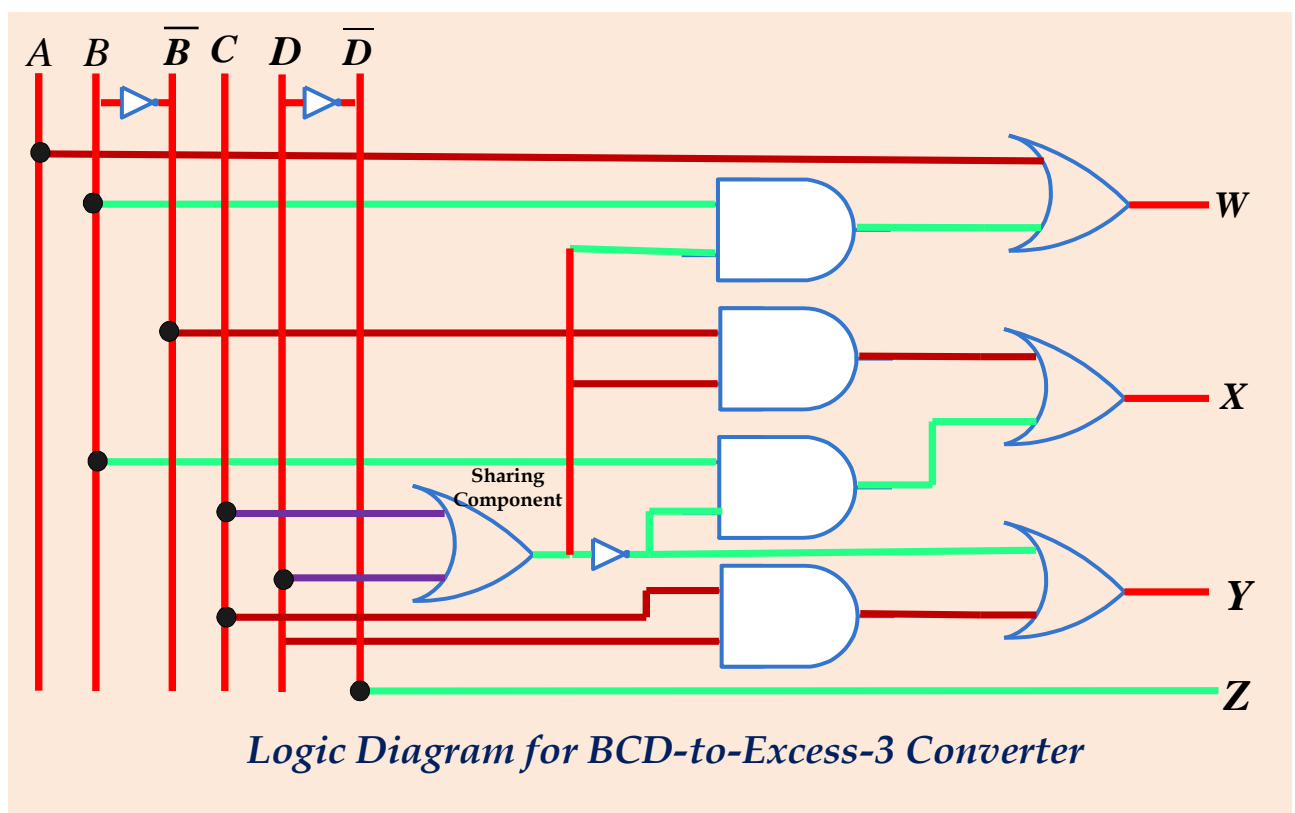 A B B̅ C D D̅
W
X
Sharing
Component
Y
Z
Logic Diagram for BCD-to-Excess-3 Converter